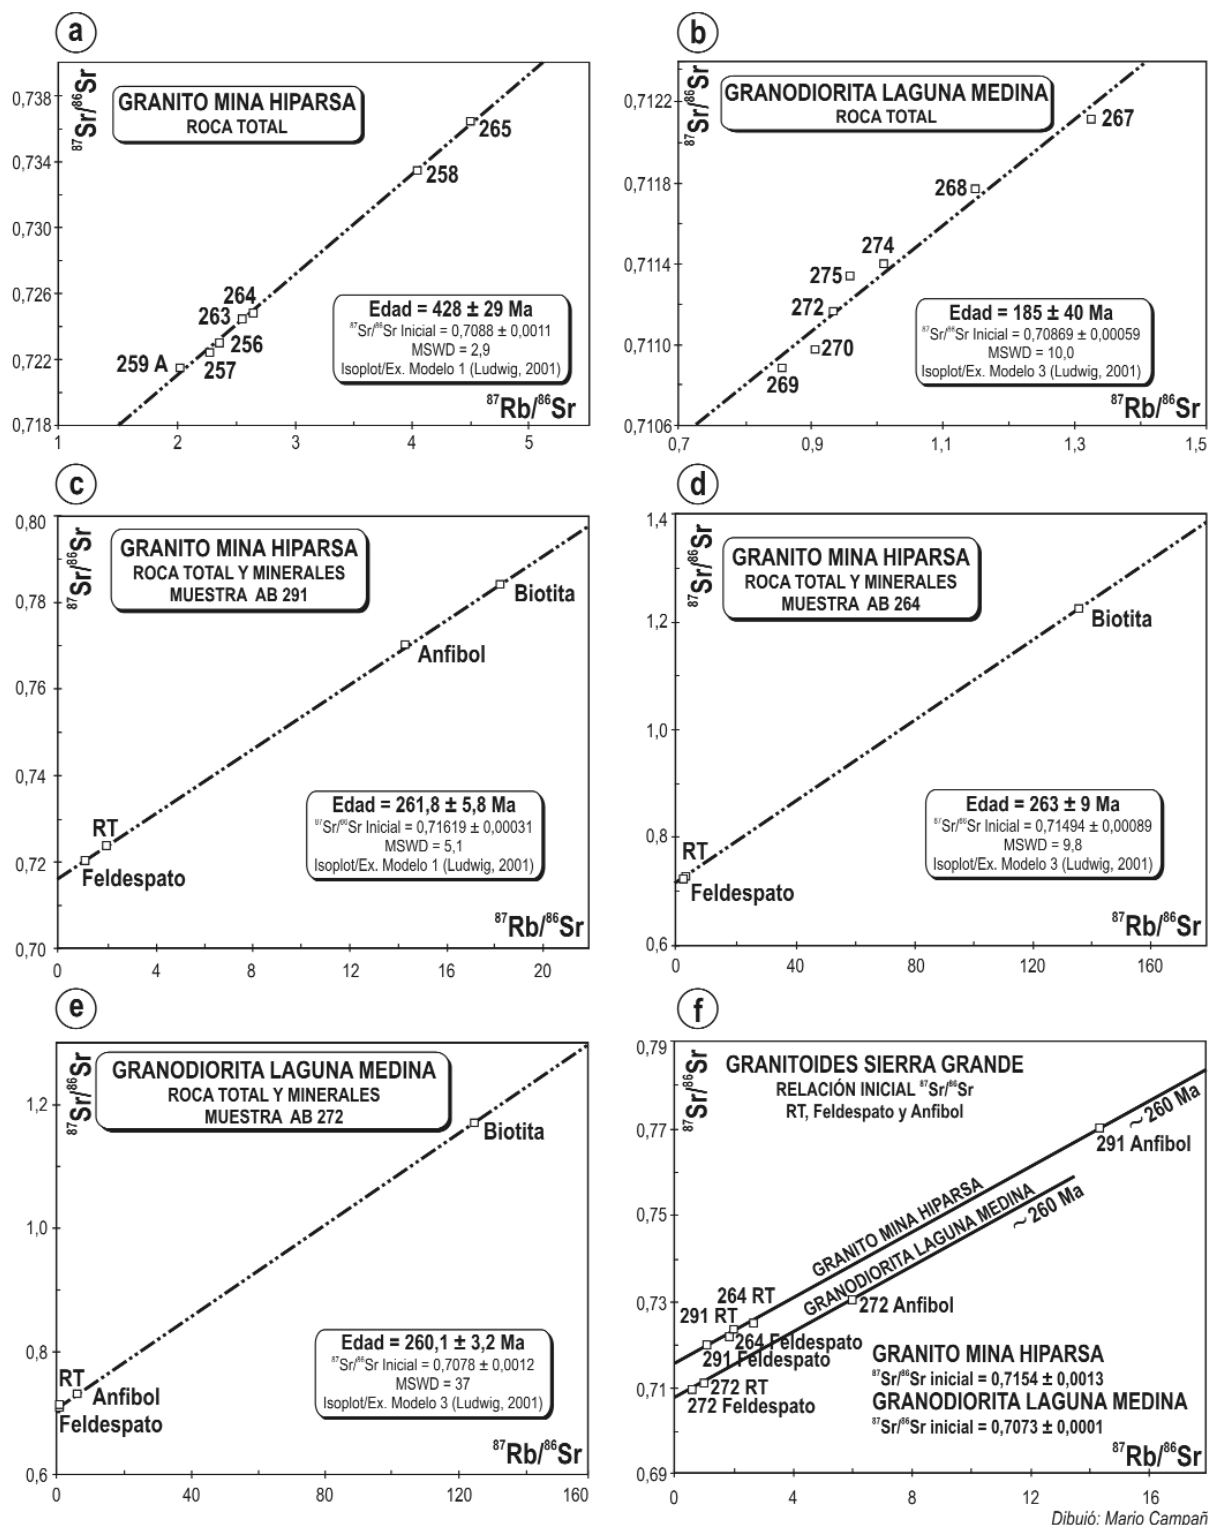 a
⁸⁷Sr/⁸⁶Sr
GRANITO MINA HIPARSA
ROCA TOTAL
0,738
0,734
0,730
0,726
0,722
0,718
265
258
264
263
256
259 A
257
Edad = 428 ± 29 Ma
⁸⁷Sr/⁸⁶Sr Inicial = 0,7088 ± 0,0011
MSWD = 2,9
Isoplot/Ex. Modelo 1 (Ludwig, 2001)
⁸⁷Rb/⁸⁶Sr
1 2 3 4 5
b
⁸⁷Sr/⁸⁶Sr
GRANODIORITA LAGUNA MEDINA
ROCA TOTAL
0,7122
0,7118
0,7114
0,7110
0,7106
267
268
274
275
272
270
269
Edad = 185 ± 40 Ma
⁸⁷Sr/⁸⁶Sr Inicial = 0,70869 ± 0,00059
MSWD = 10,0
Isoplot/Ex. Modelo 3 (Ludwig, 2001)
⁸⁷Rb/⁸⁶Sr
0,7 0,9 1,1 1,3 1,5
c
⁸⁷Sr/⁸⁶Sr
GRANITO MINA HIPARSA
ROCA TOTAL Y MINERALES
MUESTRA AB 291
0,80
0,78
0,76
0,74
0,72
0,70
Biotita
Anfibol
RT
Feldespato
Edad = 261,8 ± 5,8 Ma
⁸⁷Sr/⁸⁶Sr Inicial = 0,71619 ± 0,00031
MSWD = 5,1
Isoplot/Ex. Modelo 1 (Ludwig, 2001)
⁸⁷Rb/⁸⁶Sr
0 4 8 12 16 20
d
⁸⁷Sr/⁸⁶Sr
GRANITO MINA HIPARSA
ROCA TOTAL Y MINERALES
MUESTRA AB 264
1,4
1,2
1,0
0,8
0,6
Biotita
RT
Feldespato
Edad = 263 ± 9 Ma
⁸⁷Sr/⁸⁶Sr Inicial = 0,71494 ± 0,00089
MSWD = 9,8
Isoplot/Ex. Modelo 3 (Ludwig, 2001)
⁸⁷Rb/⁸⁶Sr
0 40 80 120 160
e
⁸⁷Sr/⁸⁶Sr
GRANODIORITA LAGUNA MEDINA
ROCA TOTAL Y MINERALES
MUESTRA AB 272
1,2
1,0
0,8
0,6
Biotita
RT
Anfibol
Feldespato
Edad = 260,1 ± 3,2 Ma
⁸⁷Sr/⁸⁶Sr Inicial = 0,7078 ± 0,0012
MSWD = 37
Isoplot/Ex. Modelo 3 (Ludwig, 2001)
⁸⁷Rb/⁸⁶Sr
0 40 80 120 160
f
⁸⁷Sr/⁸⁶Sr
GRANITOIDES SIERRA GRANDE
RELACIÓN INICIAL ⁸⁷Sr/⁸⁶Sr
RT, Feldespato y Anfibol
0,79
0,77
0,75
0,73
0,71
0,69
~ 260 Ma
291 Anfibol
GRANITO MINA HIPARSA
GRANODIORITA LAGUNA MEDINA
~ 260 Ma
264 RT
291 RT
272 Anfibol
264 Feldespato
291 Feldespato
272 RT
272 Feldespato
GRANITO MINA HIPARSA
⁸⁷Sr/⁸⁶Sr inicial = 0,7154 ± 0,0013
GRANODIORITA LAGUNA MEDINA
⁸⁷Sr/⁸⁶Sr inicial = 0,7073 ± 0,0001
⁸⁷Rb/⁸⁶Sr
0 4 8 12 16
Dibujó: Mario Campañ